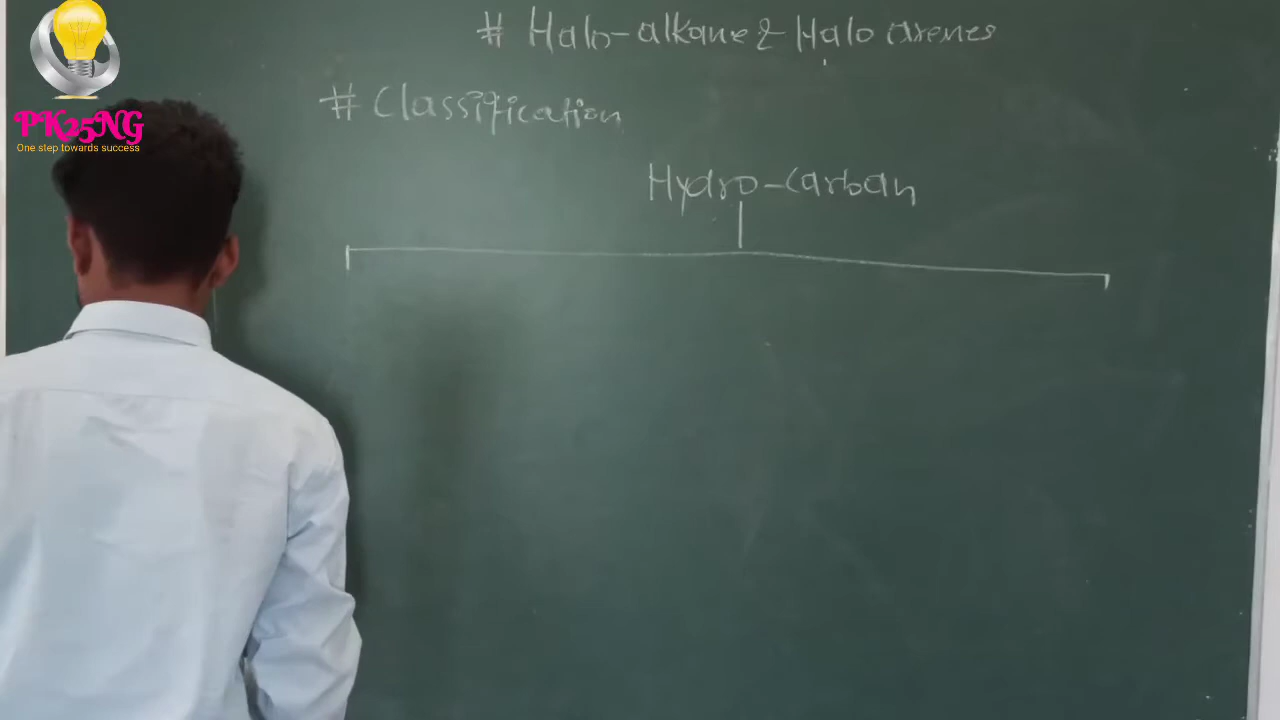 # Halo-alkane & Halo arenes
PK25NG
One step towards success
# Classification
Hydro-Carban